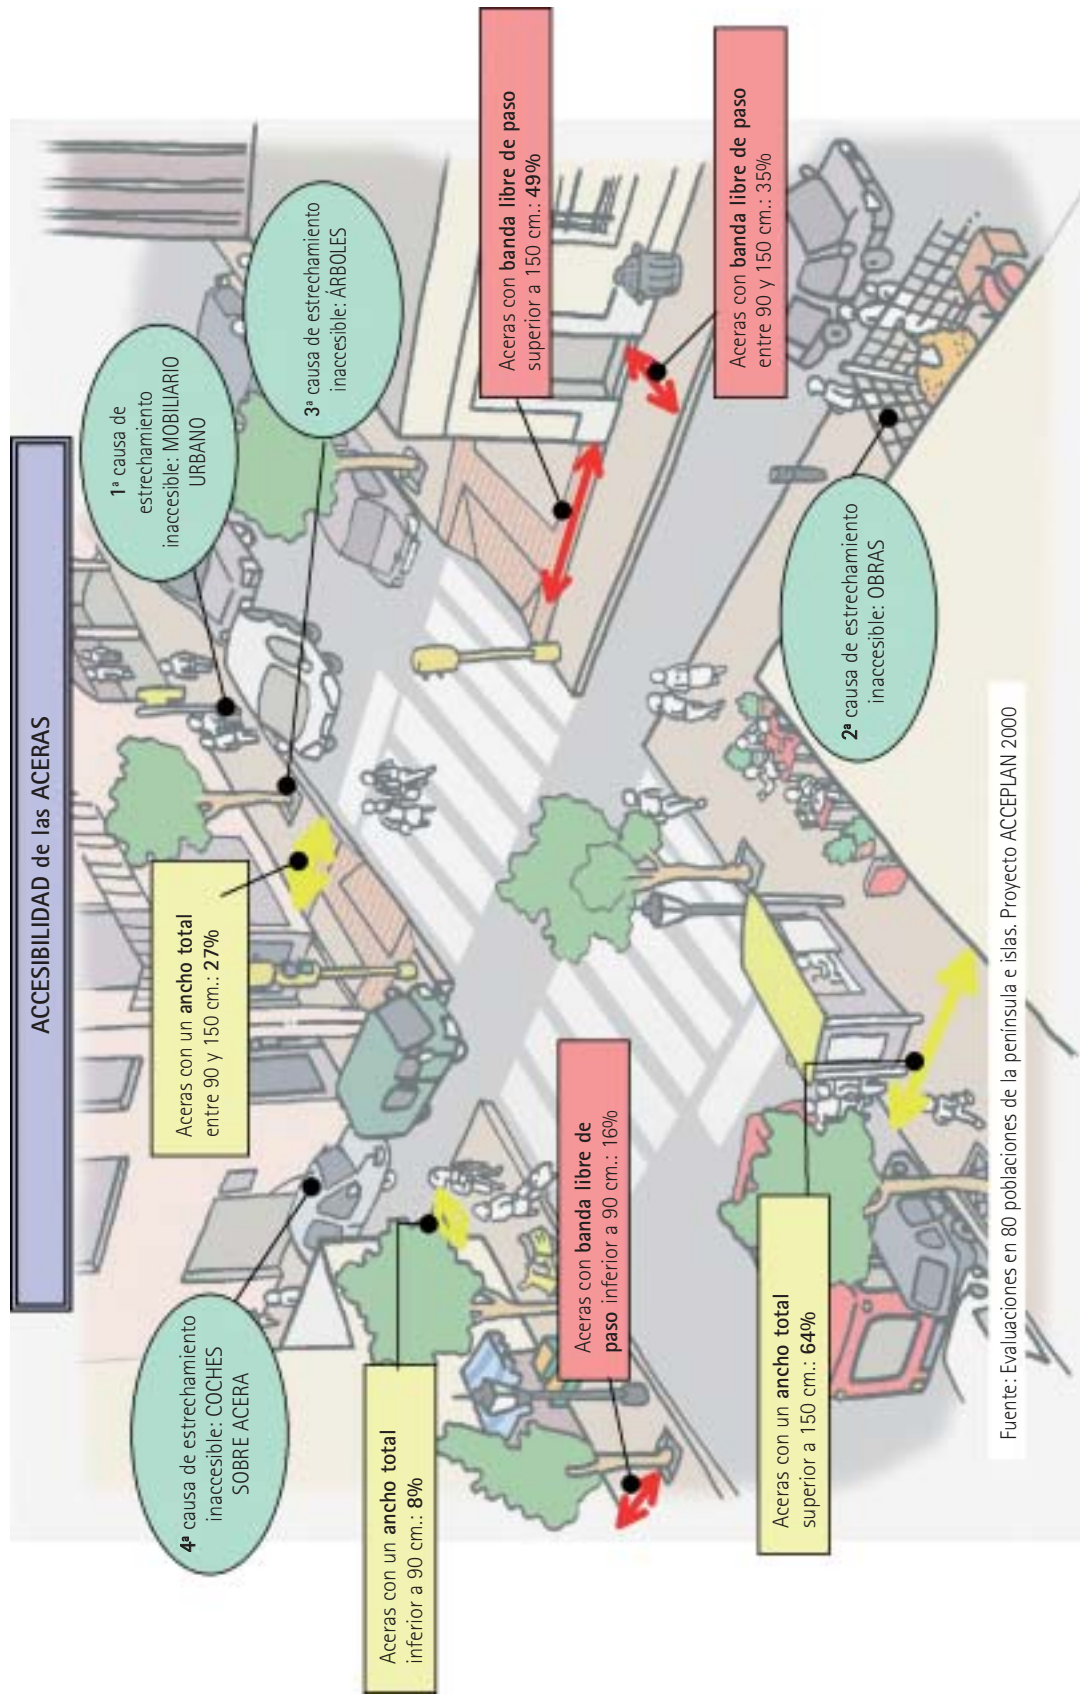 ACCESIBILIDAD de las ACERAS
4ª causa de estrechamiento
inaccesible: COCHES
SOBRE ACERA
Aceras con un ancho total
entre 90 y 150 cm.: 27%
1ª causa de
estrechamiento
inaccesible: MOBILIARIO
URBANO
3ª causa de estrechamiento
inaccesible: ÁRBOLES
Aceras con un ancho total
inferior a 90 cm.: 8%
Aceras con banda libre de
paso inferior a 90 cm.: 16%
Aceras con banda libre de paso
superior a 150 cm.: 49%
Aceras con banda libre de paso
entre 90 y 150 cm.: 35%
Aceras con un ancho total
superior a 150 cm.: 64%
2ª causa de estrechamiento
inaccesible: OBRAS
Fuente: Evaluaciones en 80 poblaciones de la península e islas. Proyecto ACCEPLAN 2000